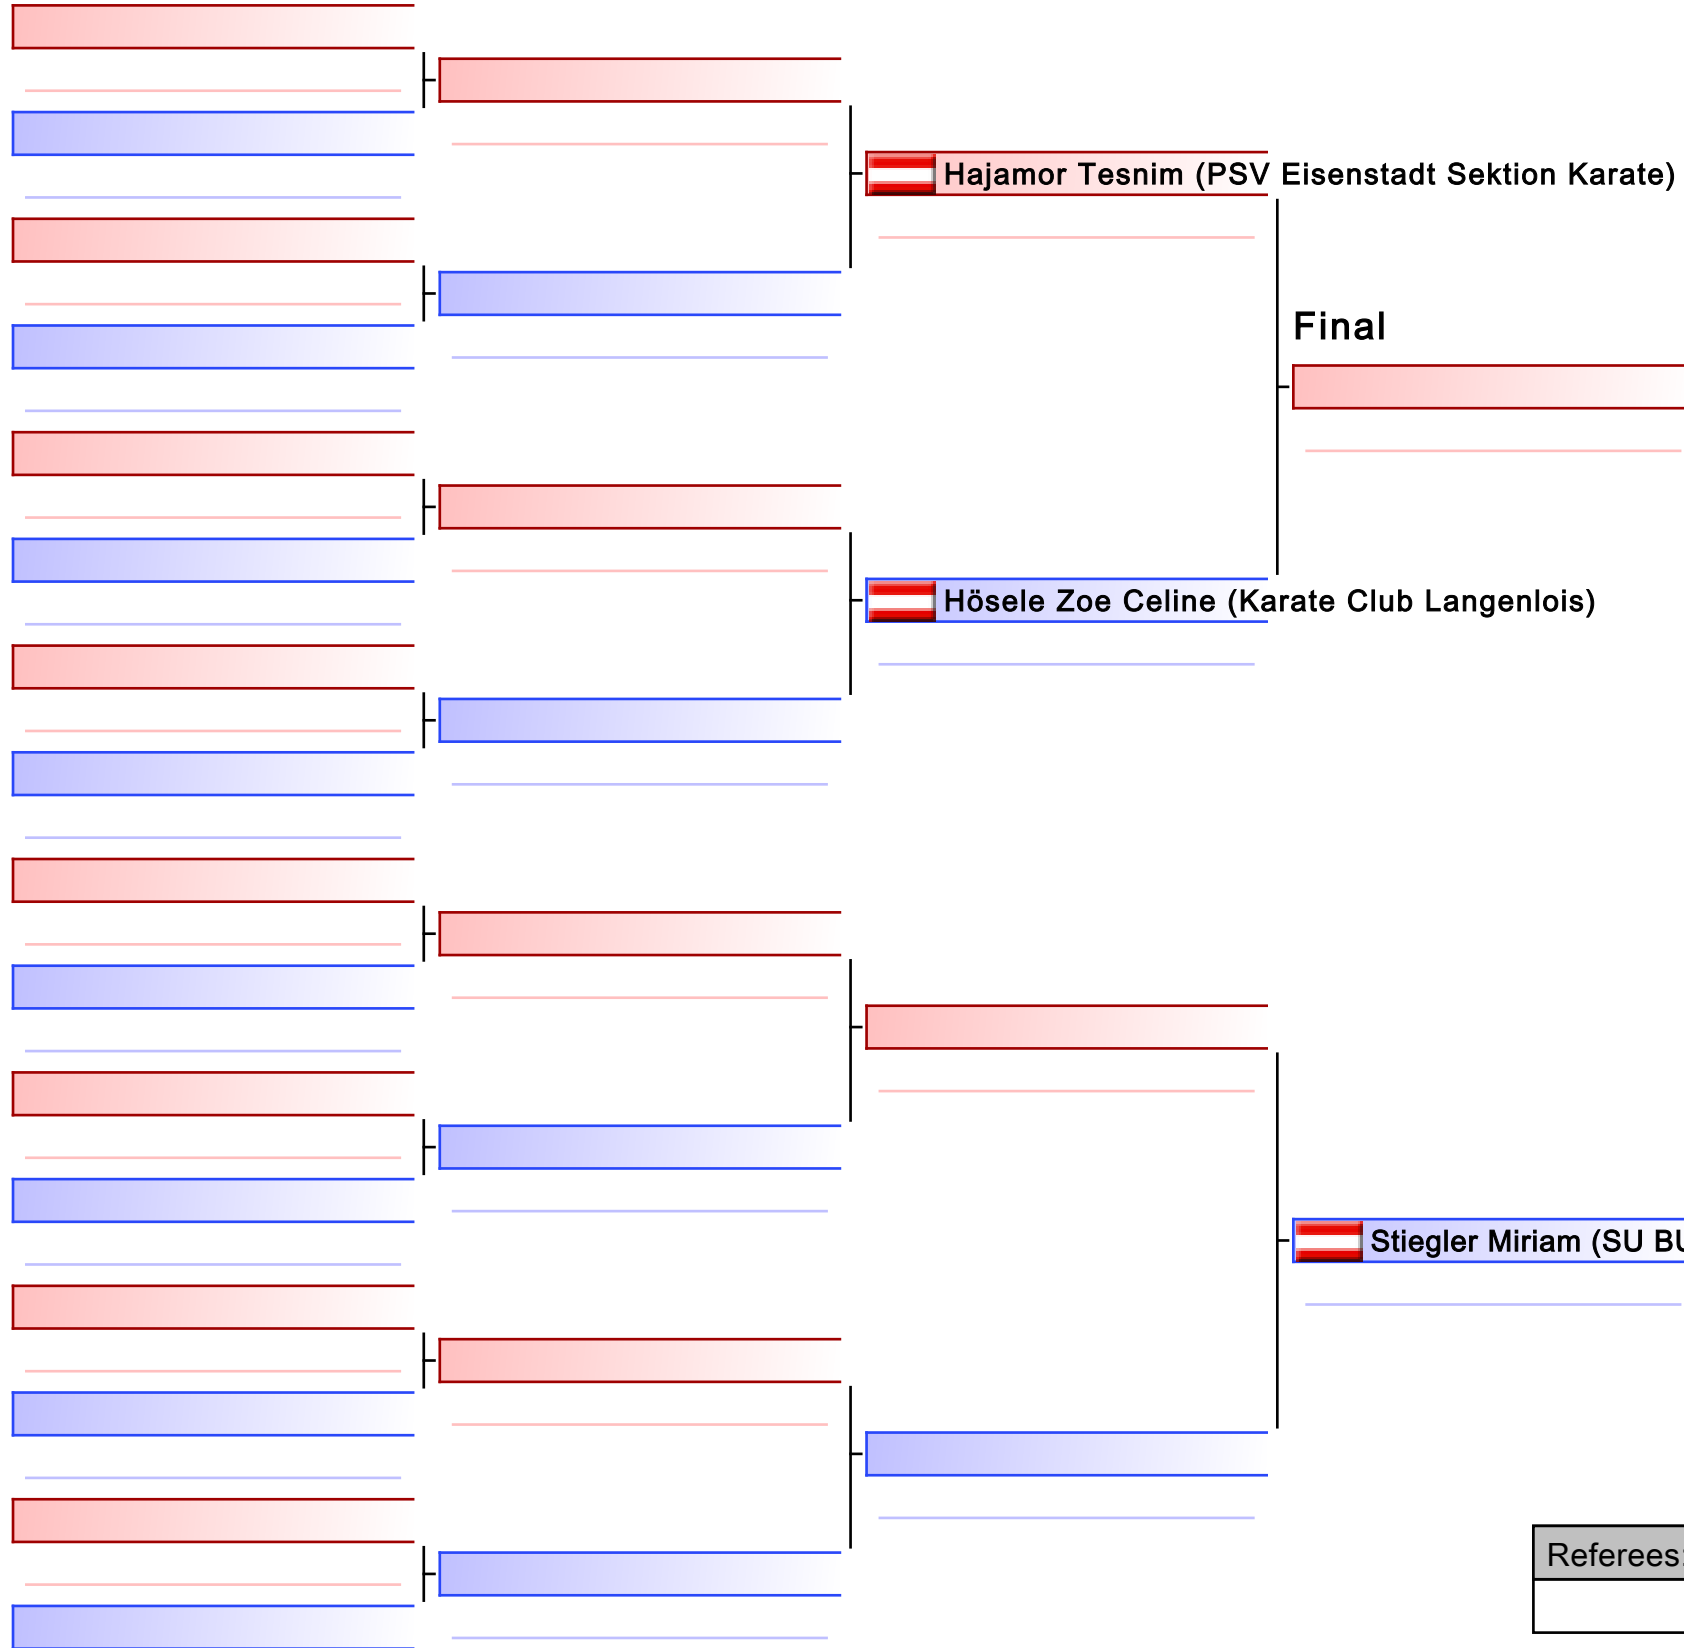 Hajamor Tesnim (PSV Eisenstadt Sektion Karate)
Final
Hösele Zoe Celine (Karate Club Langenlois)
Stiegler Miriam (SU
Referees: